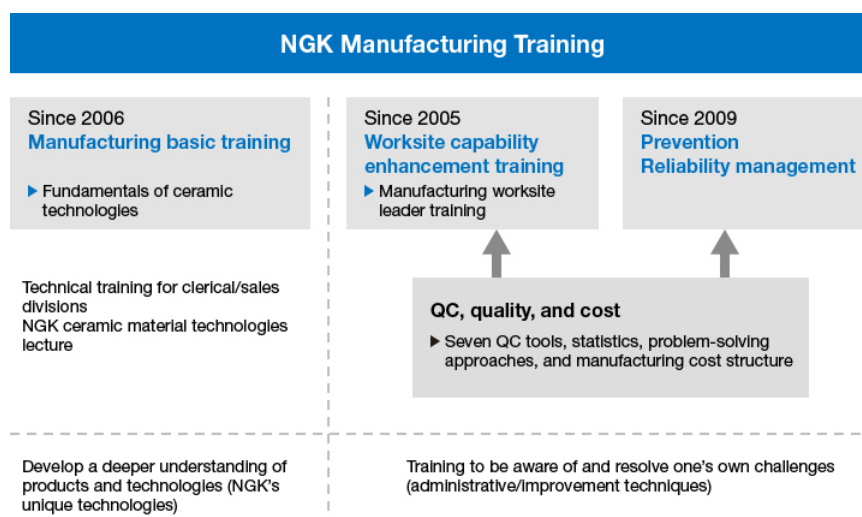 NGK Manufacturing Training
Since 2006
Manufacturing basic training
▶ Fundamentals of ceramic
technologies
Since 2005
Worksite capability
enhancement training
▶ Manufacturing worksite
leader training
Since 2009
Prevention
Reliability management
Technical training for clerical/sales
divisions
NGK ceramic material technologies
lecture
QC, quality, and cost
▶ Seven QC tools, statistics, problem-solving
approaches, and manufacturing cost structure
Develop a deeper understanding of
products and technologies (NGK's
unique technologies)
Training to be aware of and resolve one's own challenges
(administrative/improvement techniques)